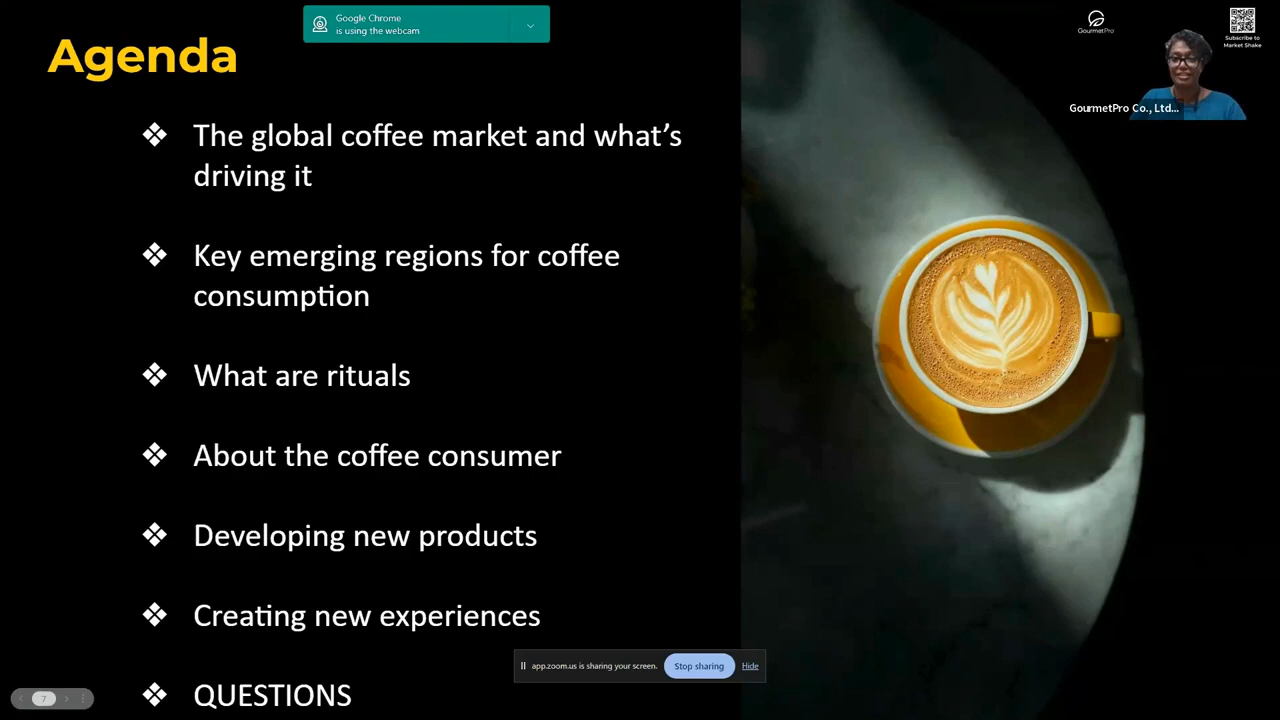 Google Chrome
is using the webcam
GourmetPro
Subscribe to
Market Shake
GourmetPro Co., Ltd...
Agenda
❖ The global coffee market and what's
driving it
❖ Key emerging regions for coffee
consumption
❖ What are rituals
❖ About the coffee consumer
❖ Developing new products
❖ Creating new experiences
app.zoom.us is sharing your screen. Stop sharing Hide
❖ QUESTIONS
7